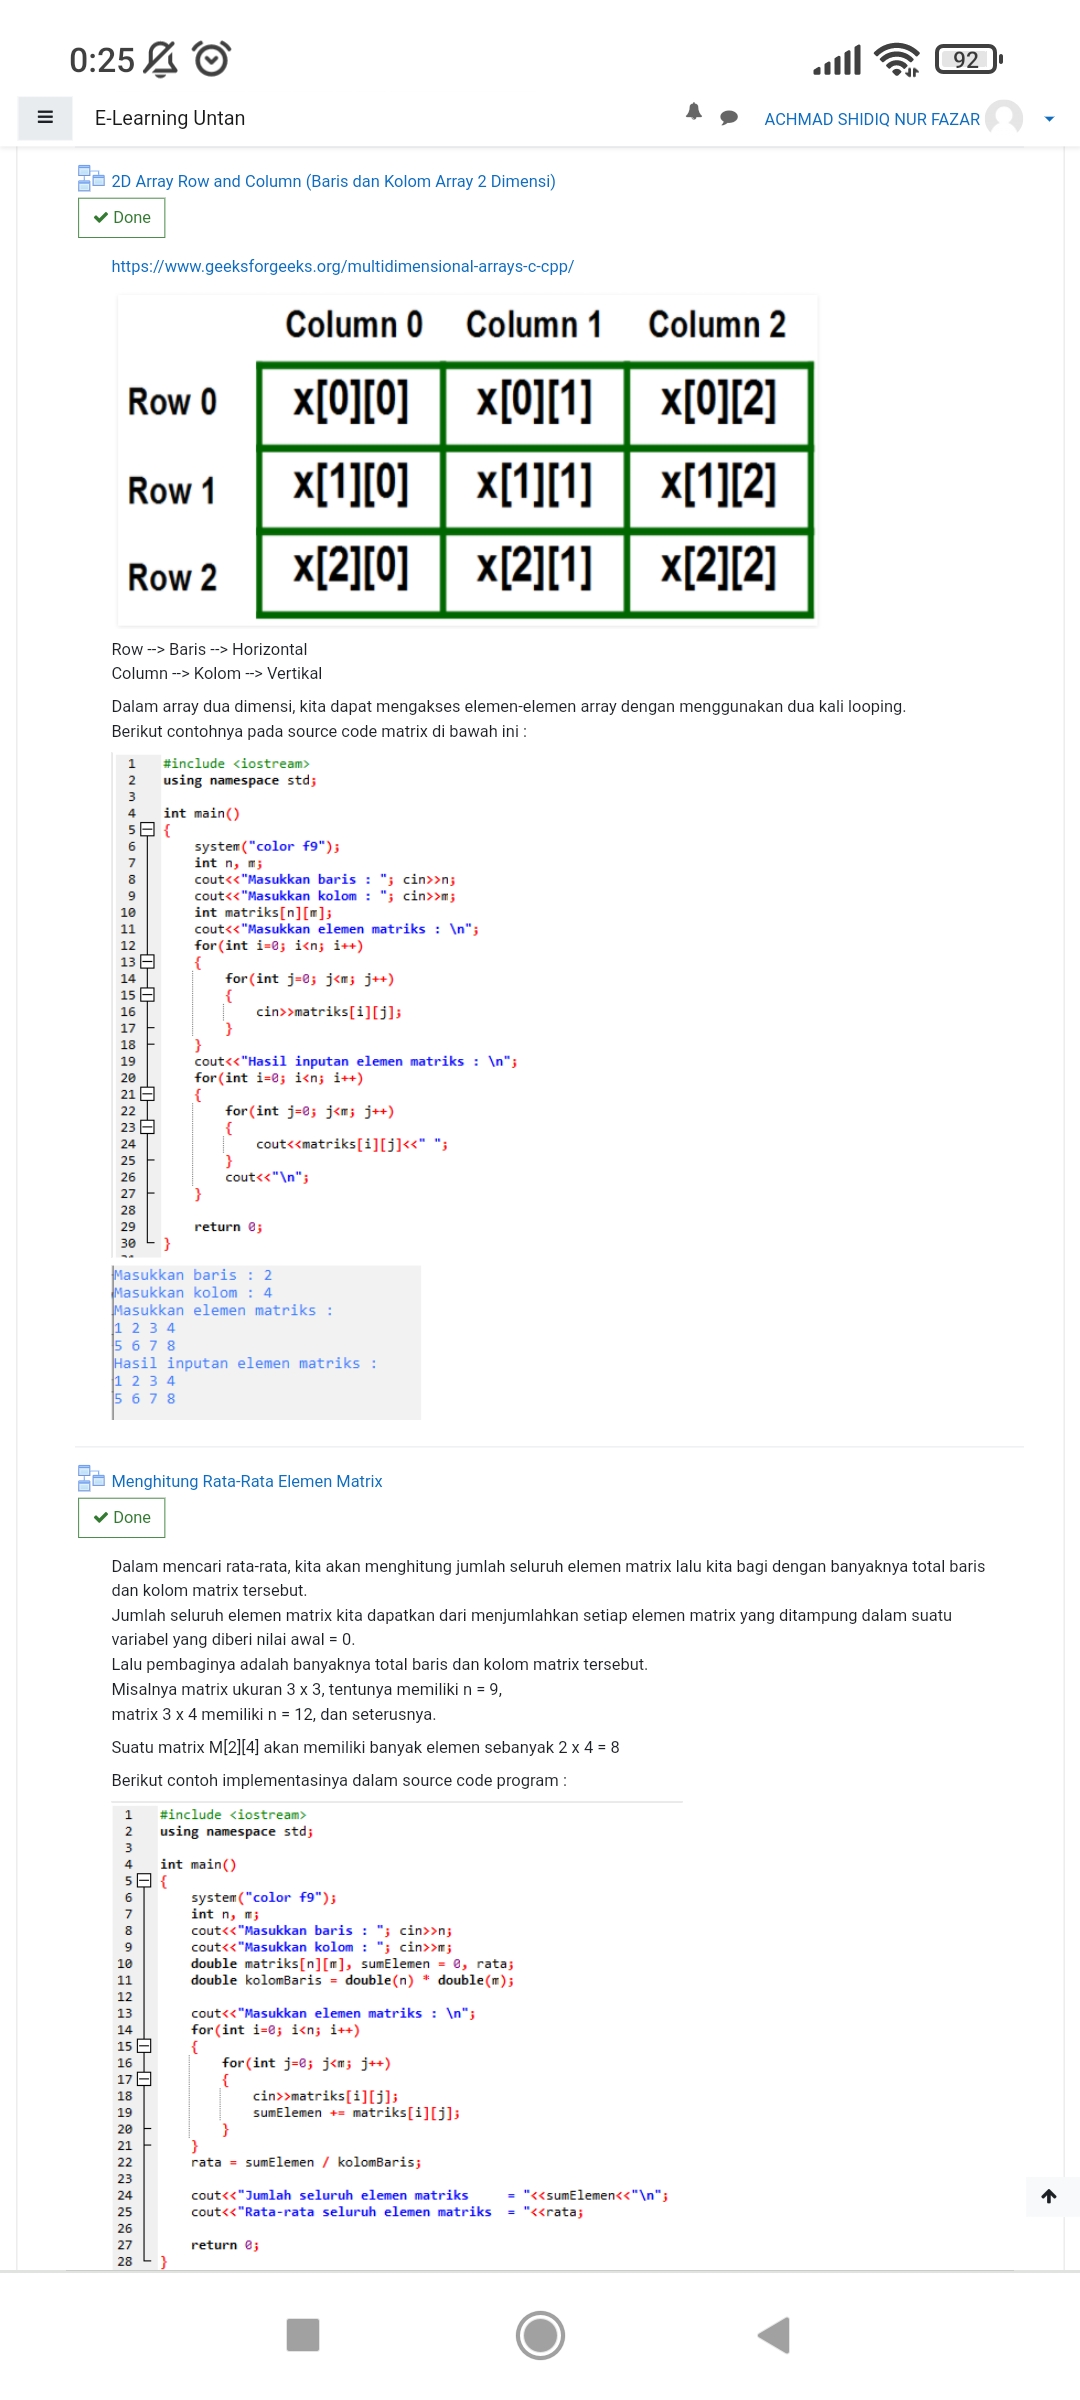 0:25
92
E-Learning Untan
ACHMAD SHIDIQ NUR FAZAR
2D Array Row and Column (Baris dan Kolom Array 2 Dimensi)
Done
https://www.geeksforgeeks.org/multidimensional-arrays-c-cpp/
Column 0 Column 1 Column 2
Row 0 x[0][0] x[0][1] x[0][2]
Row 1 x[1][0] x[1][1] x[1][2]
Row 2 x[2][0] x[2][1] x[2][2]
Row --> Baris --> Horizontal
Column --> Kolom --> Vertikal
Dalam array dua dimensi, kita dapat mengakses elemen-elemen array dengan menggunakan dua kali looping.
Berikut contohnya pada source code matrix di bawah ini :
1 #include <iostream>
2 using namespace std;
3
4 int main()
5 {
6 system("color f9");
7 int n, m;
8 cout<<"Masukkan baris : "; cin>>n;
9 cout<<"Masukkan kolom : "; cin>>m;
10 int matriks[n][m];
11 cout<<"Masukkan elemen matriks : \n";
12 for(int i=0; i<n; i++)
13 {
14 for(int j=0; j<m; j++)
15 {
16 cin>>matriks[i][j];
17 }
18 }
19 cout<<"Hasil inputan elemen matriks : \n";
20 for(int i=0; i<n; i++)
21 {
22 for(int j=0; j<m; j++)
23 {
24 cout<<matriks[i][j]<<" ";
25 }
26 cout<<"\n";
27 }
28
29 return 0;
30 }
Masukkan baris : 2
Masukkan kolom : 4
Masukkan elemen matriks :
1 2 3 4
5 6 7 8
Hasil inputan elemen matriks :
1 2 3 4
5 6 7 8
Menghitung Rata-Rata Elemen Matrix
Done
Dalam mencari rata-rata, kita akan menghitung jumlah seluruh elemen matrix lalu kita bagi dengan banyaknya total baris
dan kolom matrix tersebut.
Jumlah seluruh elemen matrix kita dapatkan dari menjumlahkan setiap elemen matrix yang ditampung dalam suatu
variabel yang diberi nilai awal = 0.
Lalu pembaginya adalah banyaknya total baris dan kolom matrix tersebut.
Misalnya matrix ukuran 3 x 3, tentunya memiliki n = 9,
matrix 3 x 4 memiliki n = 12, dan seterusnya.
Suatu matrix M[2][4] akan memiliki banyak elemen sebanyak 2 x 4 = 8
Berikut contoh implementasinya dalam source code program :
1 #include <iostream>
2 using namespace std;
3
4 int main()
5 {
6 system("color f9");
7 int n, m;
8 cout<<"Masukkan baris : "; cin>>n;
9 cout<<"Masukkan kolom : "; cin>>m;
10 double matriks[n][m], sumElemen = 0, rata;
11 double kolomBaris = double(n) * double(m);
12
13 cout<<"Masukkan elemen matriks : \n";
14 for(int i=0; i<n; i++)
15 {
16 for(int j=0; j<m; j++)
17 {
18 cin>>matriks[i][j];
19 sumElemen += matriks[i][j];
20 }
21 }
22 rata = sumElemen / kolomBaris;
23
24 cout<<"Jumlah seluruh elemen matriks = "<<sumElemen<<"\n";
25 cout<<"Rata-rata seluruh elemen matriks = "<<rata;
26
27 return 0;
28 }